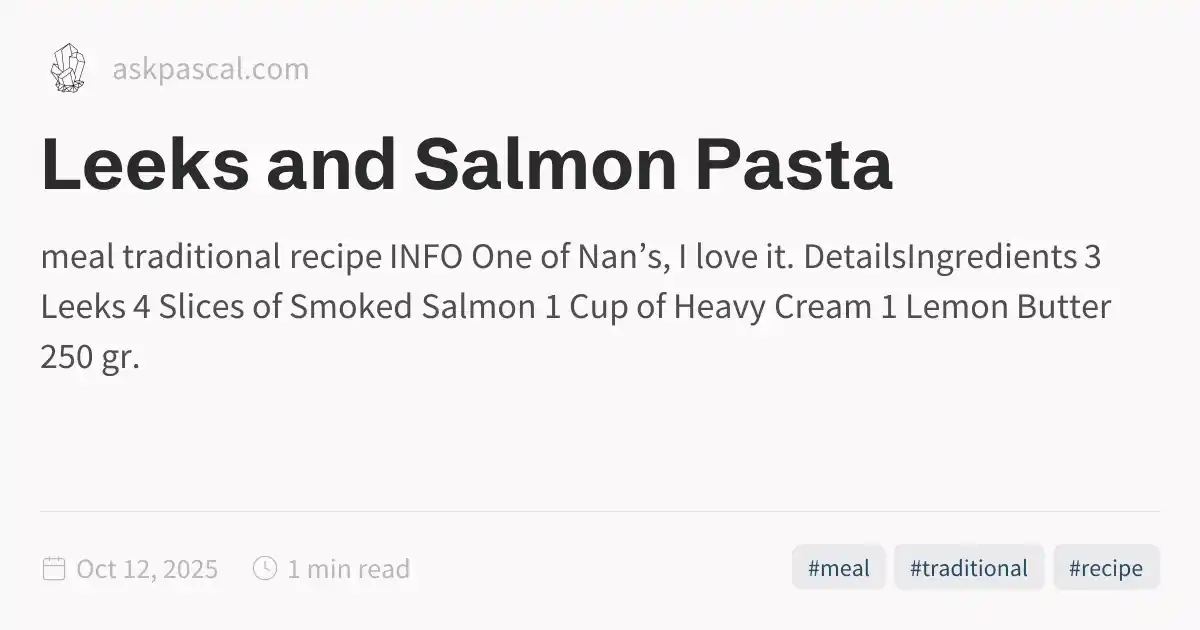 askpascal.com
Leeks and Salmon Pasta
meal traditional recipe INFO One of Nan’s, I love it. DetailsIngredients 3
Leeks 4 Slices of Smoked Salmon 1 Cup of Heavy Cream 1 Lemon Butter
250 gr.
Oct 12, 2025 1 min read #meal #traditional #recipe